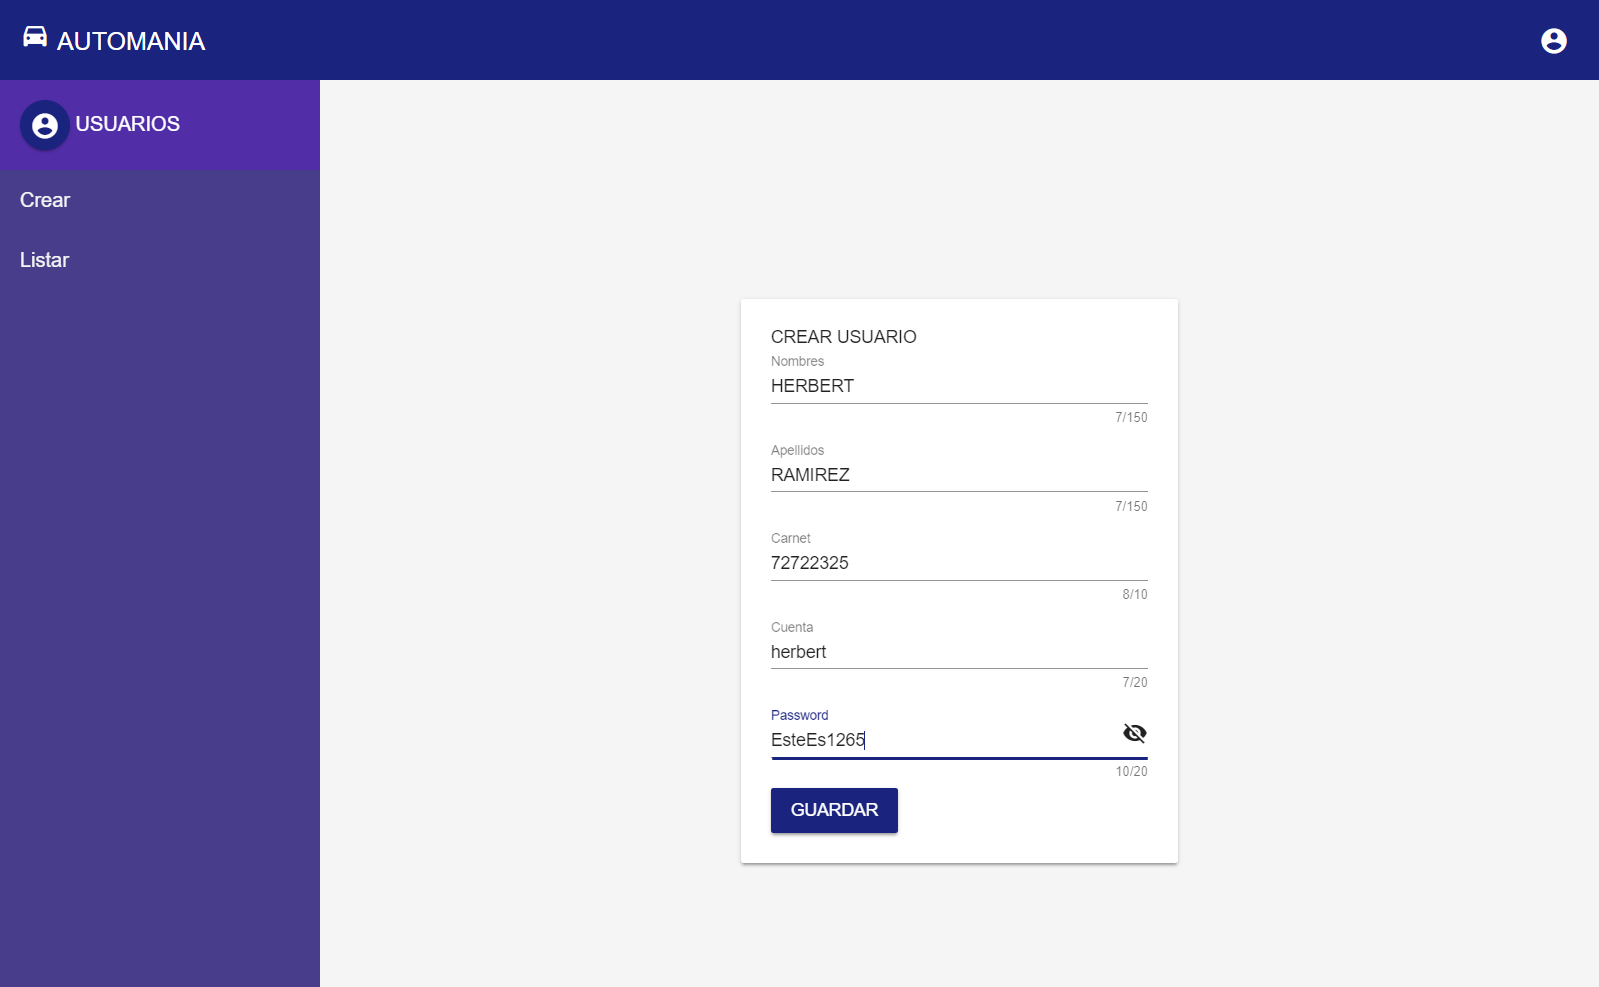 AUTOMANIA
USUARIOS
Crear
Listar
CREAR USUARIO
Nombres
HERBERT
7/150
Apellidos
RAMIREZ
7/150
Carnet
72722325
8/10
Cuenta
herbert
7/20
Password
EsteEs1265
10/20
GUARDAR